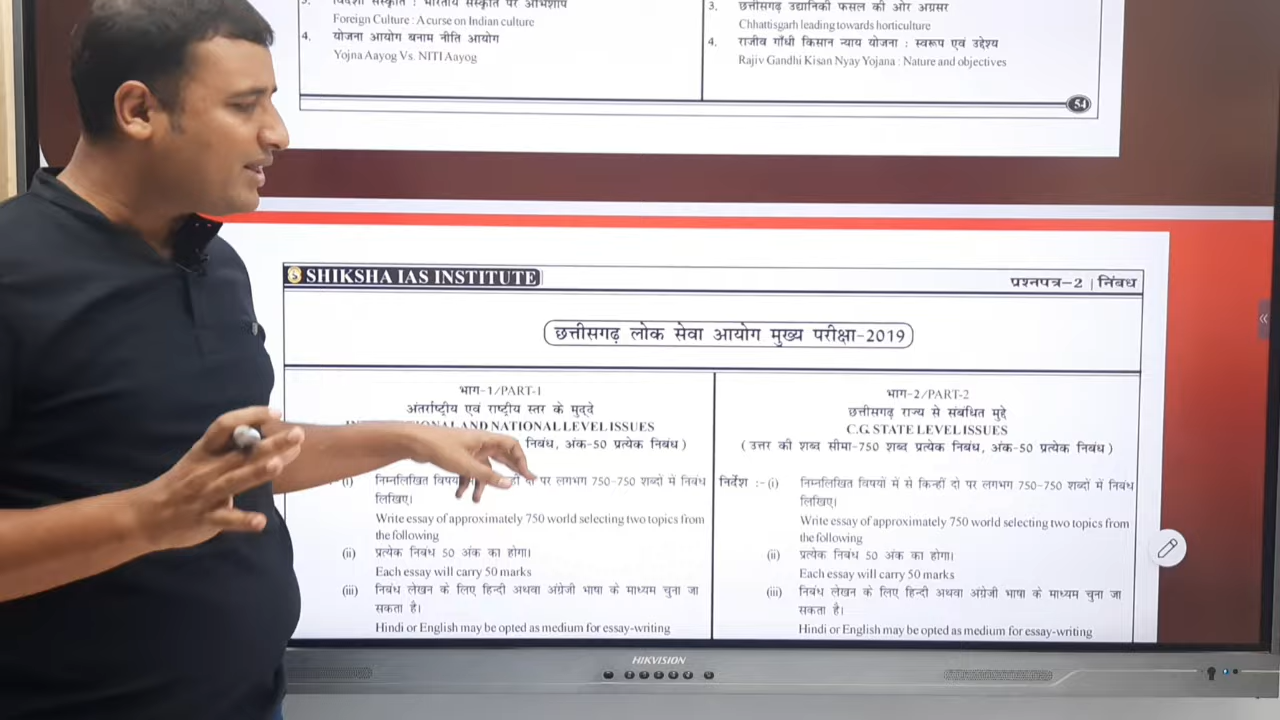 3. विदेशी संस्कृति : भारतीय संस्कृति पर अभिशाप
Foreign Culture : A curse on Indian culture
4. योजना आयोग बनाम नीति आयोग
Yojna Aayog Vs. NITI Aayog
3. छत्तीसगढ़ उद्यानिकी फसल की ओर अग्रसर
Chhattisgarh leading towards horticulture
4. राजीव गाँधी किसान न्याय योजना : स्वरूप एवं उद्देश्य
Rajiv Gandhi Kisan Nyay Yojana : Nature and objectives
54
SHIKSHA IAS INSTITUTE
प्रश्नपत्र-2 | निंबध
छत्तीसगढ़ लोक सेवा आयोग मुख्य परीक्षा-2019
भाग-1/PART-1
अंतर्राष्ट्रीय एवं राष्ट्रीय स्तर के मुद्दे
AND NATIONAL LEVEL ISSUES
निबंध, अंक-50 प्रत्येक निबंध )
(i) निम्नलिखित विषयों पर लगभग 750-750 शब्दों में निबंध
लिखिए।
Write essay of approximately 750 world selecting two topics from
the following
(ii) प्रत्येक निबंध 50 अंक का होगा।
Each essay will carry 50 marks
(iii) निबंध लेखन के लिए हिन्दी अथवा अंग्रेजी भाषा के माध्यम चुना जा
सकता है।
Hindi or English may be opted as medium for essay-writing
भाग-2/PART-2
छत्तीसगढ़ राज्य से संबंधित मुद्दे
C.G. STATE LEVEL ISSUES
( उत्तर की शब्द सीमा-750 शब्द प्रत्येक निबंध, अंक-50 प्रत्येक निबंध )
निर्देश :-(i) निम्नलिखित विषयों में से किन्हीं दो पर लगभग 750-750 शब्दों में निबंध
लिखिए।
Write essay of approximately 750 world selecting two topics from
the following
(ii) प्रत्येक निबंध 50 अंक का होगा।
Each essay will carry 50 marks
(iii) निबंध लेखन के लिए हिन्दी अथवा अंग्रेजी भाषा के माध्यम चुना जा
सकता है।
Hindi or English may be opted as medium for essay-writing
HIKVISION